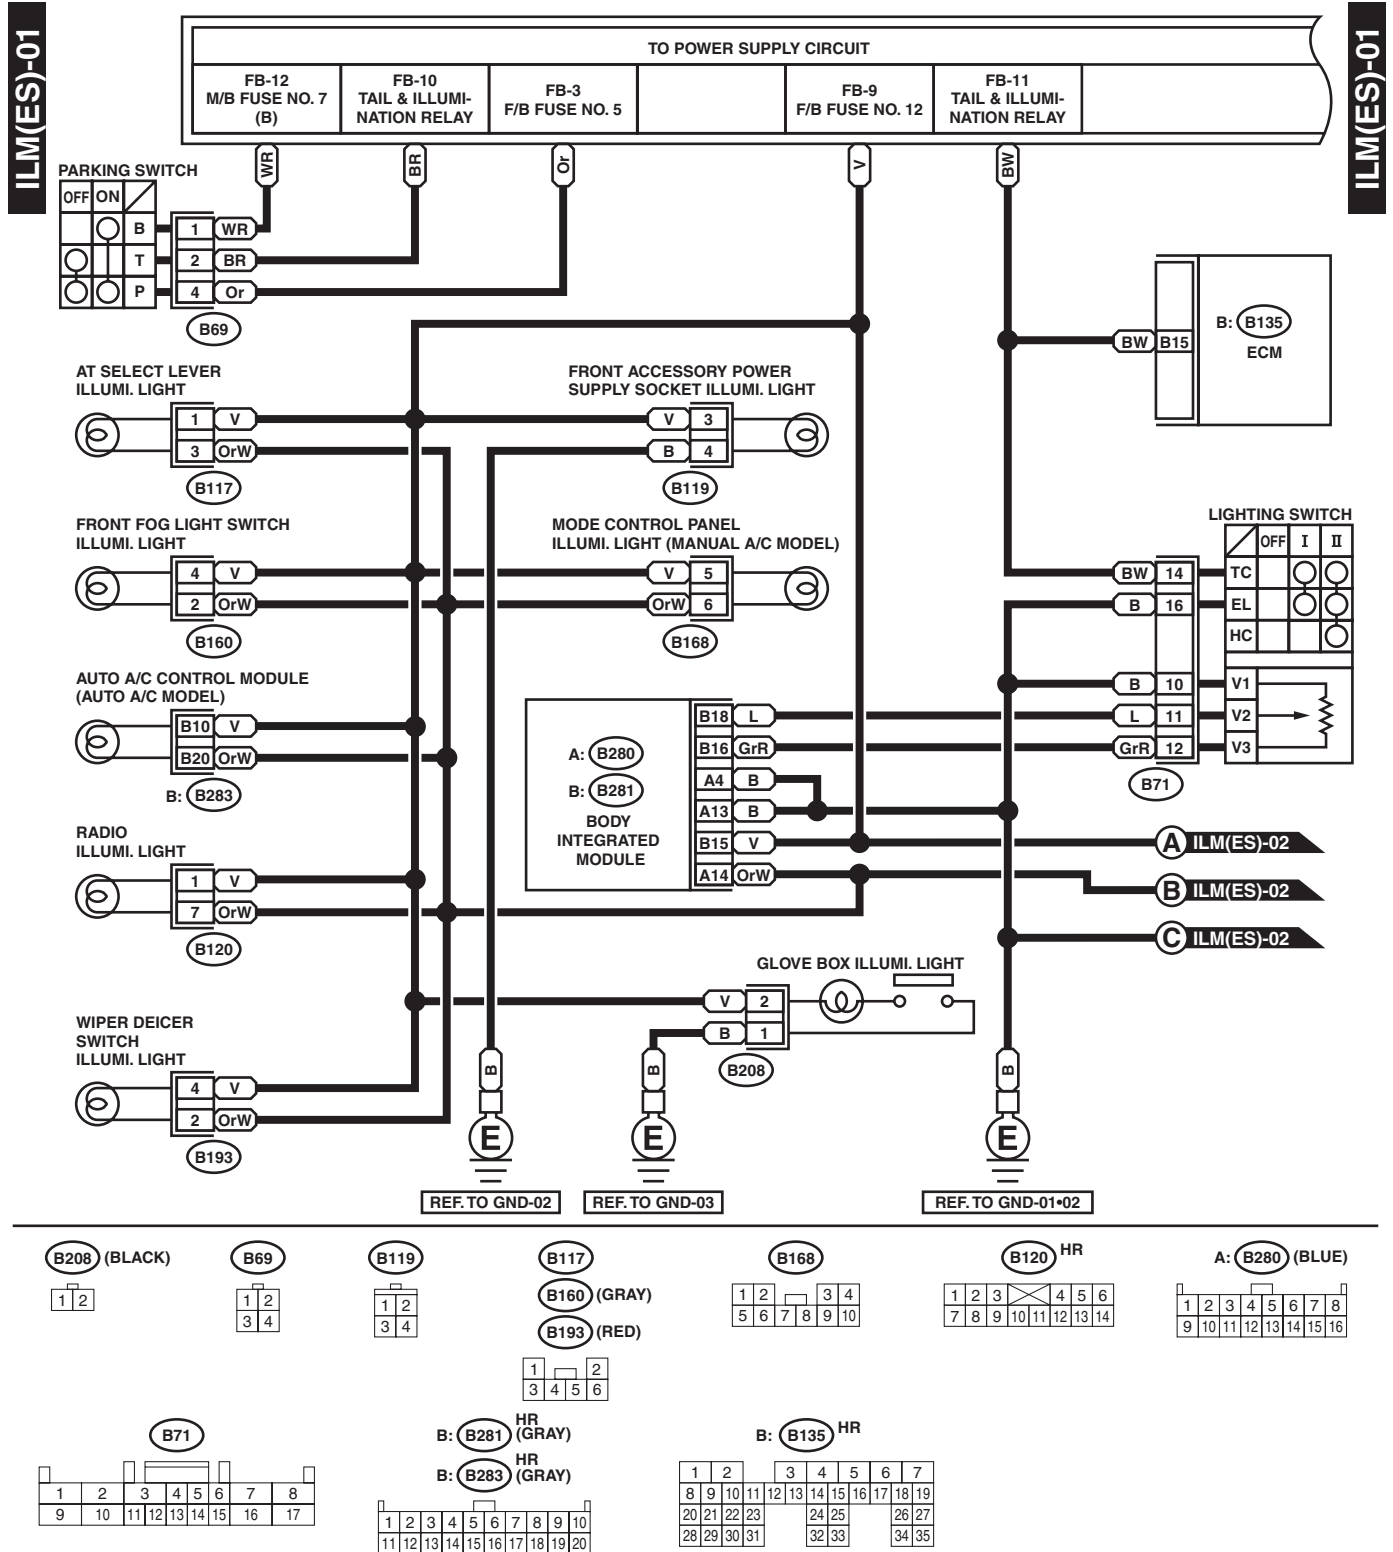 ILM(ES)-01
ILM(ES)-01
TO POWER SUPPLY CIRCUIT
FB-12
M/B FUSE NO. 7
(B)
FB-10
TAIL & ILLUMI-
NATION RELAY
FB-3
F/B FUSE NO. 5
FB-9
F/B FUSE NO. 12
FB-11
TAIL & ILLUMI-
NATION RELAY
WR
BR
Or
V
BW
PARKING SWITCH
OFF ON
B 1 WR
T 2 BR
P 4 Or
B69
BW B15
B: B135
ECM
AT SELECT LEVER
ILLUMI. LIGHT
1 V
3 OrW
B117
FRONT ACCESSORY POWER
SUPPLY SOCKET ILLUMI. LIGHT
V 3
B 4
B119
FRONT FOG LIGHT SWITCH
ILLUMI. LIGHT
4 V
2 OrW
B160
MODE CONTROL PANEL
ILLUMI. LIGHT (MANUAL A/C MODEL)
V 5
OrW 6
B168
LIGHTING SWITCH
OFF I II
BW 14 TC
B 16 EL
HC
B 10 V1
L 11 V2
GrR 12 V3
B71
AUTO A/C CONTROL MODULE
(AUTO A/C MODEL)
B10 V
B20 OrW
B: B283
A: B280
B: B281
BODY
INTEGRATED
MODULE
B18 L
B16 GrR
A4 B
A13 B
B15 V
A14 OrW
RADIO
ILLUMI. LIGHT
1 V
7 OrW
B120
A ILM(ES)-02
B ILM(ES)-02
C ILM(ES)-02
GLOVE BOX ILLUMI. LIGHT
V 2
B 1
B208
WIPER DEICER
SWITCH
ILLUMI. LIGHT
4 V
2 OrW
B193
B
B
B
E
E
E
REF. TO GND-02
REF. TO GND-03
REF. TO GND-01•02
B208 (BLACK)
1 2
B69
1 2
3 4
B119
1 2
3 4
B117
B160 (GRAY)
B193 (RED)
1 2
3 4 5 6
B168
1 2 3 4
5 6 7 8 9 10
B120 HR
1 2 3 4 5 6
7 8 9 10 11 12 13 14
A: B280 (BLUE)
1 2 3 4 5 6 7 8
9 10 11 12 13 14 15 16
B71
1 2 3 4 5 6 7 8
9 10 11 12 13 14 15 16 17
B: B281 HR (GRAY)
B: B283 HR (GRAY)
1 2 3 4 5 6 7 8 9 10
11 12 13 14 15 16 17 18 19 20
B: B135 HR
1 2 3 4 5 6 7
8 9 10 11 12 13 14 15 16 17 18 19
20 21 22 23 24 25 26 27
28 29 30 31 32 33 34 35